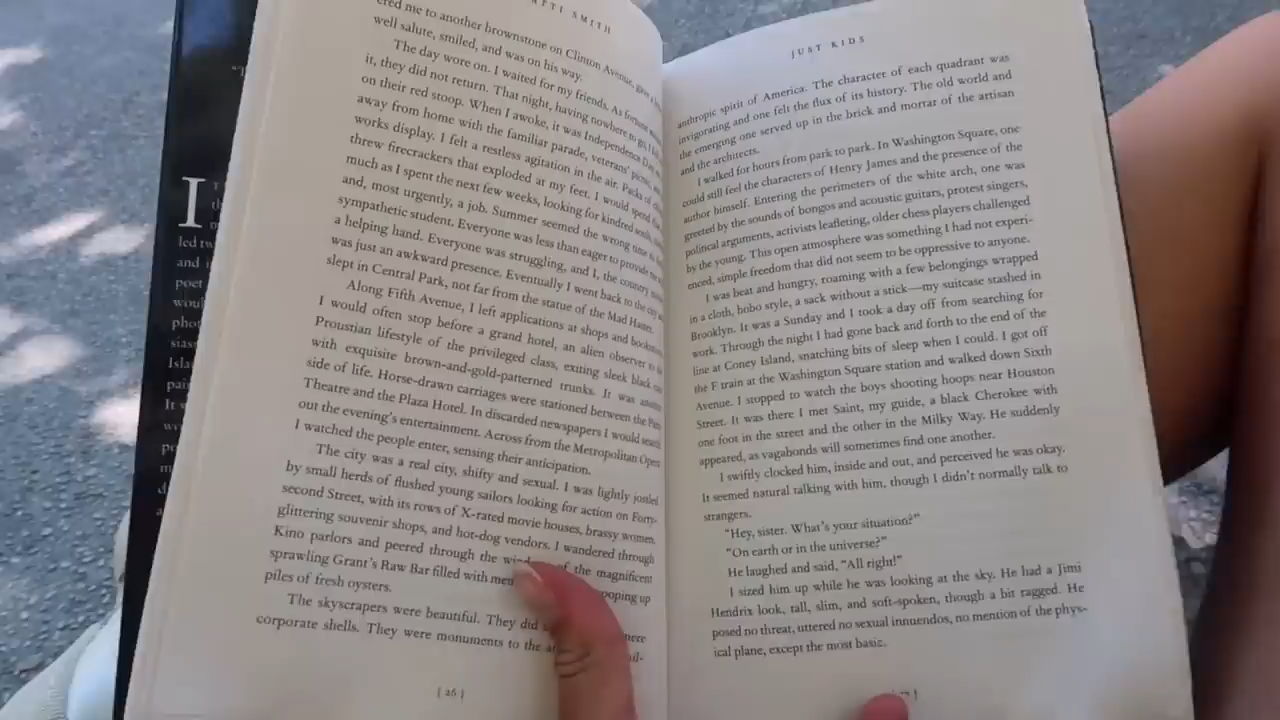 I
led tw
and i
poet
woul
phot
siasi
Isla
pai
It w
we
po
m
d
a
TTI SMITH
ered me to another brownstone on Clinton Avenue, gave a
well salute, smiled, and was on his way.
The day wore on. I waited for my friends. As fortune would
it, they did not return. That night, having nowhere to go, I fell
on their red stoop. When I awoke, it was Independence Day
away from home with the familiar parade, veterans' picnic,
works display. I felt a restless agitation in the air. Packs of
threw firecrackers that exploded at my feet. I would spend
much as I spent the next few weeks, looking for kindred souls,
and, most urgently, a job. Summer seemed the wrong time to
sympathetic student. Everyone was less than eager to provide me
a helping hand. Everyone was struggling, and I, the country
was just an awkward presence. Eventually I went back to the city
slept in Central Park, not far from the statue of the Mad Hatter.
Along Fifth Avenue, I left applications at shops and bookstores.
I would often stop before a grand hotel, an alien observer to
Proustian lifestyle of the privileged class, exiting sleek black
with exquisite brown-and-gold-patterned trunks. It was another
side of life. Horse-drawn carriages were stationed between the Paris
Theatre and the Plaza Hotel. In discarded newspapers I would search
out the evening's entertainment. Across from the Metropolitan Opera
I watched the people enter, sensing their anticipation.
The city was a real city, shifty and sexual. I was lightly jostled
by small herds of flushed young sailors looking for action on Forty-
second Street, with its rows of X-rated movie houses, brassy women,
glittering souvenir shops, and hot-dog vendors. I wandered through
Kino parlors and peered through the wind of the magnificent
sprawling Grant's Raw Bar filled with men ooping up
piles of fresh oysters.
The skyscrapers were beautiful. They did mere
corporate shells. They were monuments to the ar il-
[ 26 ]
JUST KIDS
anthropic spirit of America. The character of each quadrant was
invigorating and one felt the flux of its history. The old world and
the emerging one served up in the brick and mortar of the artisan
and the architects.
I walked for hours from park to park. In Washington Square, one
could still feel the characters of Henry James and the presence of the
author himself. Entering the perimeters of the white arch, one was
greeted by the sounds of bongos and acoustic guitars, protest singers,
political arguments, activists leafleting, older chess players challenged
by the young. This open atmosphere was something I had not experi-
enced, simple freedom that did not seem to be oppressive to anyone.
I was beat and hungry, roaming with a few belongings wrapped
in a cloth, hobo style, a sack without a stick—my suitcase stashed in
Brooklyn. It was a Sunday and I took a day off from searching for
work. Through the night I had gone back and forth to the end of the
line at Coney Island, snatching bits of sleep when I could. I got off
the F train at the Washington Square station and walked down Sixth
Avenue. I stopped to watch the boys shooting hoops near Houston
Street. It was there I met Saint, my guide, a black Cherokee with
one foot in the street and the other in the Milky Way. He suddenly
appeared, as vagabonds will sometimes find one another.
I swiftly clocked him, inside and out, and perceived he was okay.
It seemed natural talking with him, though I didn't normally talk to
strangers.
"Hey, sister. What's your situation?"
"On earth or in the universe?"
He laughed and said, "All right!"
I sized him up while he was looking at the sky. He had a Jimi
Hendrix look, tall, slim, and soft-spoken, though a bit ragged. He
posed no threat, uttered no sexual innuendos, no mention of the phys-
ical plane, except the most basic.